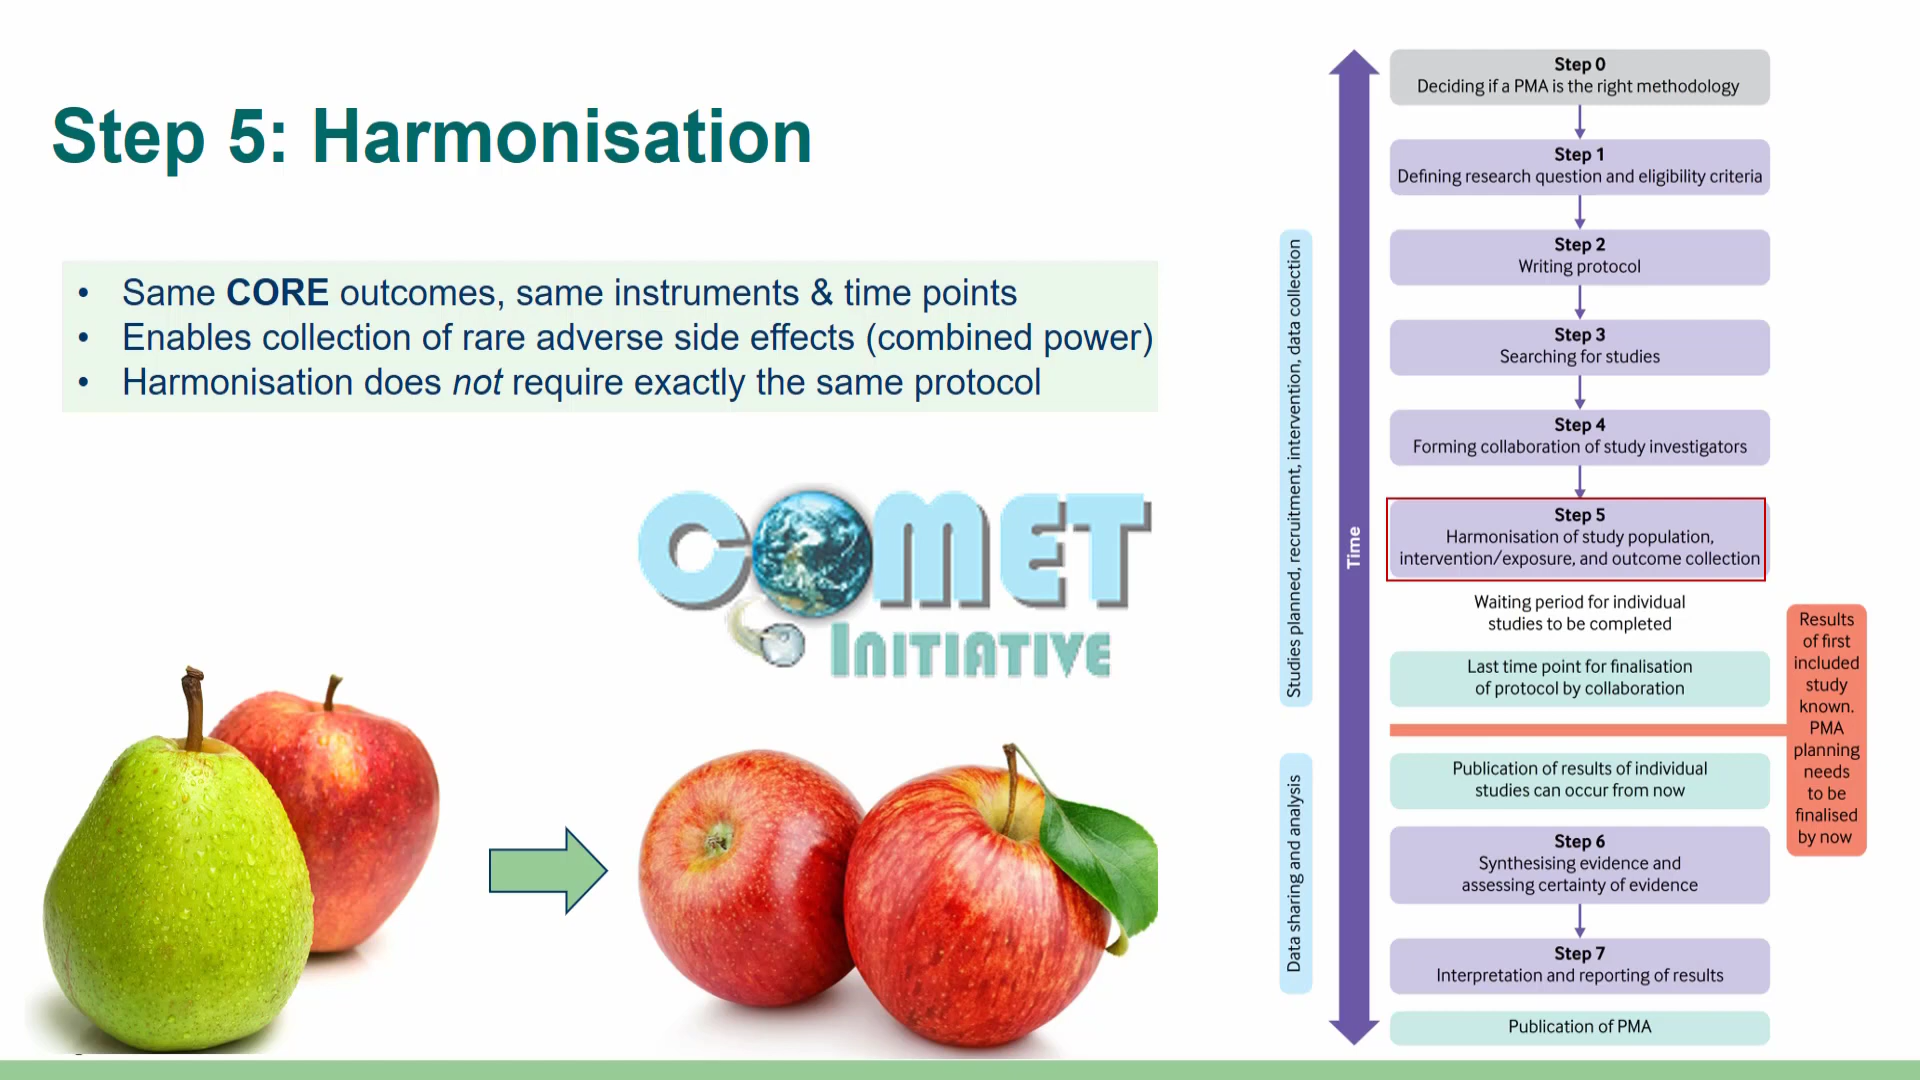 Step 5: Harmonisation
• Same CORE outcomes, same instruments & time points
• Enables collection of rare adverse side effects (combined power)
• Harmonisation does not require exactly the same protocol
COMET
INITIATIVE
Studies planned, recruitment, intervention, data collection
Data sharing and analysis
Time
Step 0
Deciding if a PMA is the right methodology
Step 1
Defining research question and eligibility criteria
Step 2
Writing protocol
Step 3
Searching for studies
Step 4
Forming collaboration of study investigators
Step 5
Harmonisation of study population,
intervention/exposure, and outcome collection
Waiting period for individual
studies to be completed
Last time point for finalisation
of protocol by collaboration
Results
of first
included
study
known.
PMA
planning
needs
to be
finalised
by now
Publication of results of individual
studies can occur from now
Step 6
Synthesising evidence and
assessing certainty of evidence
Step 7
Interpretation and reporting of results
Publication of PMA